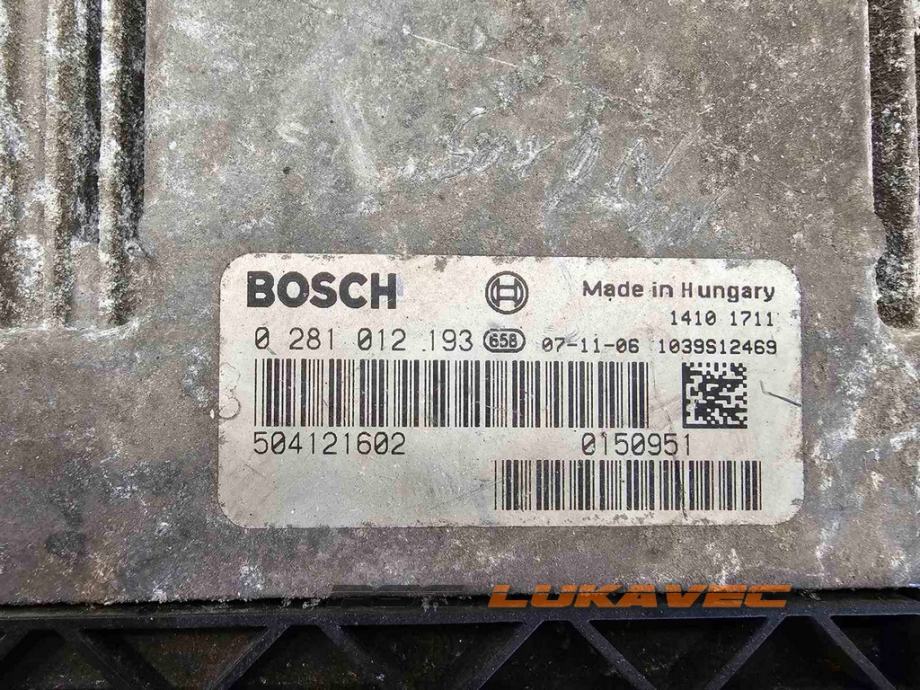 BOSCH
Made in Hungary
1410 1711
0 281 012 193 658 07-11-06 1039S12469
504121602 0150951
LUKAVEC